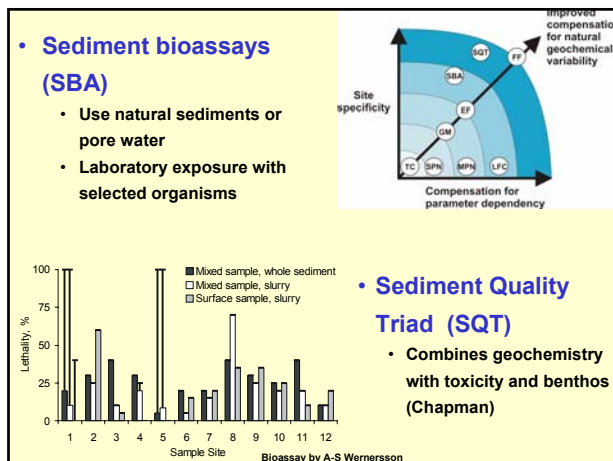 • Sediment bioassays
(SBA)
• Use natural sediments or
pore water
• Laboratory exposure with
selected organisms
Improved
compensation
for natural
geochemical
variability
Site
specificity
SQT
FF
SBA
EF
GM
TC
SPN
MPN
LFC
Compensation for
parameter dependency
Lethality, %
100
75
50
25
0
Mixed sample, whole sediment
Mixed sample, slurry
Surface sample, slurry
1 2 3 4 5 6 7 8 9 10 11 12
Sample Site
Bioassay by A-S Wernersson
• Sediment Quality
Triad (SQT)
• Combines geochemistry
with toxicity and benthos
(Chapman)